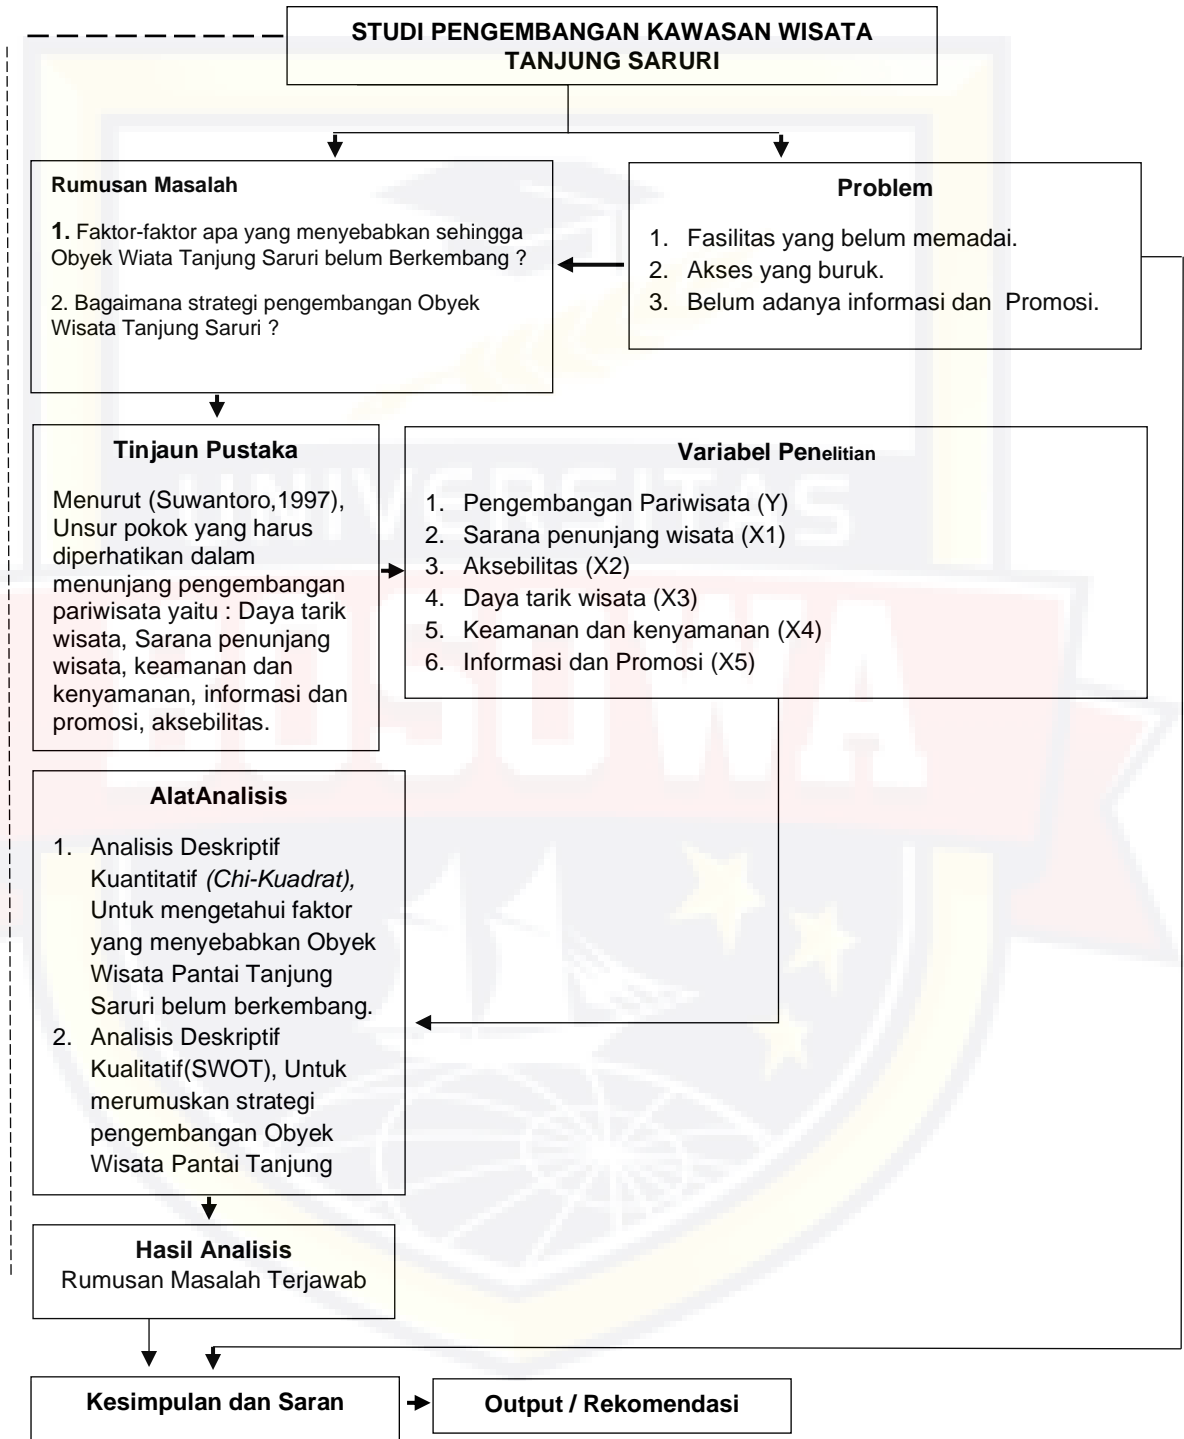 STUDI PENGEMBANGAN KAWASAN WISATA
TANJUNG SARURI
Rumusan Masalah
1. Faktor-faktor apa yang menyebabkan sehingga
Obyek Wiata Tanjung Saruri belum Berkembang ?
2. Bagaimana strategi pengembangan Obyek
Wisata Tanjung Saruri ?
Problem
1. Fasilitas yang belum memadai.
2. Akses yang buruk.
3. Belum adanya informasi dan Promosi.
Tinjaun Pustaka
Menurut (Suwantoro,1997),
Unsur pokok yang harus
diperhatikan dalam
menunjang pengembangan
pariwisata yaitu : Daya tarik
wisata, Sarana penunjang
wisata, keamanan dan
kenyamanan, informasi dan
promosi, aksebilitas.
Variabel Penelitian
1. Pengembangan Pariwisata (Y)
2. Sarana penunjang wisata (X1)
3. Aksebilitas (X2)
4. Daya tarik wisata (X3)
5. Keamanan dan kenyamanan (X4)
6. Informasi dan Promosi (X5)
AlatAnalisis
1. Analisis Deskriptif
Kuantitatif (Chi-Kuadrat),
Untuk mengetahui faktor
yang menyebabkan Obyek
Wisata Pantai Tanjung
Saruri belum berkembang.
2. Analisis Deskriptif
Kualitatif(SWOT), Untuk
merumuskan strategi
pengembangan Obyek
Wisata Pantai Tanjung
Hasil Analisis
Rumusan Masalah Terjawab
Kesimpulan dan Saran
Output / Rekomendasi
UNIVERSITAS
BOSOWA